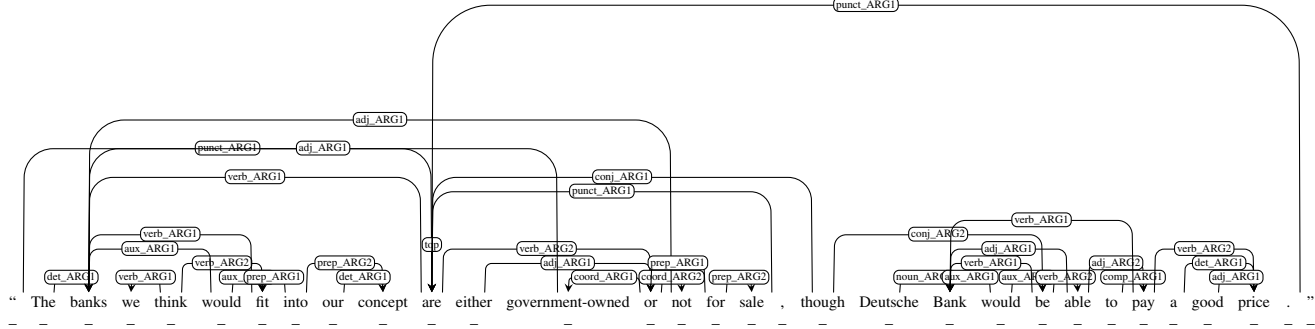 punct_ARG1
adj_ARG1
punct_ARG1 adj_ARG1
verb_ARG1 conj_ARG1
punct_ARG1
verb_ARG1
verb_ARG1 conj_ARG2
aux_ARG1 top verb_ARG2 adj_ARG1 verb_ARG2
verb_ARG2 prep_ARG2 adj_ARG1 prep_ARG1 verb_ARG1 adj_ARG2 det_ARG1
det_ARG1 verb_ARG1 aux_ prep_ARG1 det_ARG1 coord_ARG1 coord_ARG2 prep_ARG2 noun_AR aux_ARG1 aux_A verb_ARG2 comp_ARG1 adj_ARG1
“ The banks we think would fit into our concept are either government-owned or not for sale , though Deutsche Bank would be able to pay a good price . ”
_ _ _ _ _ _ _ _ _ _ _ _ _ _ _ _ _ _ _ _ _ _ _ _ _ _ _ _ _ _ _